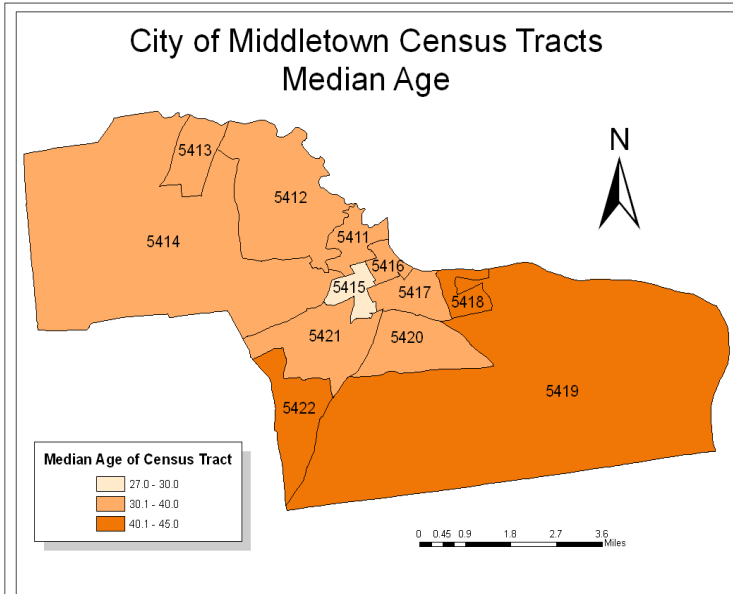 City of Middletown Census Tracts
Median Age
N
5413
5412
5414
5411
5416
5415
5417
5418
5421
5420
5419
5422
Median Age of Census Tract
27.0 - 30.0
30.1 - 40.0
40.1 - 45.0
0 0.45 0.9 1.8 2.7 3.6
Miles